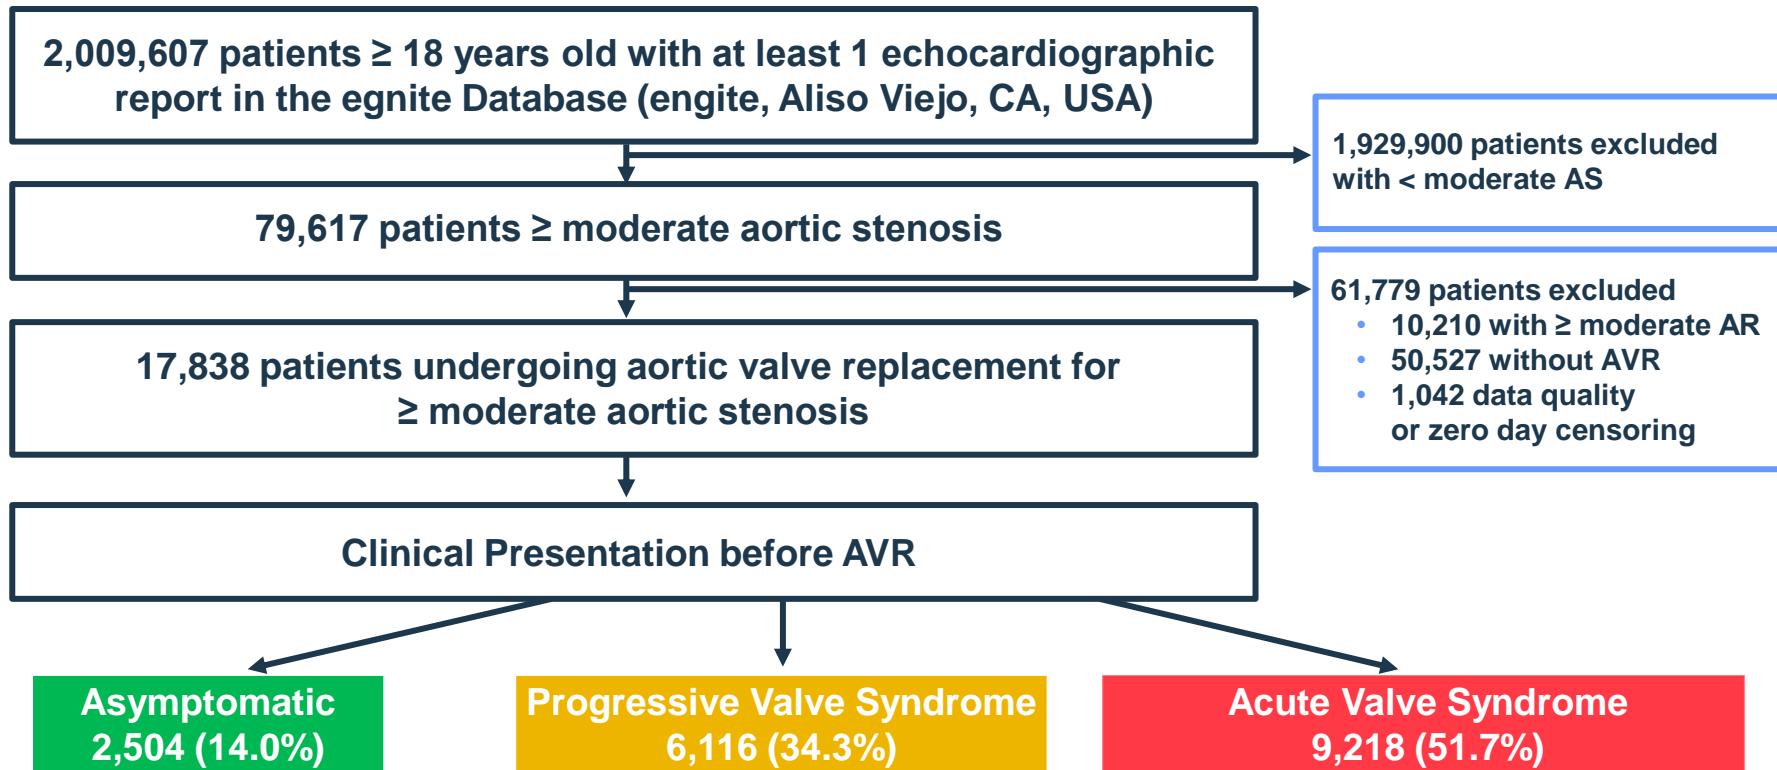 2,009,607 patients ≥ 18 years old with at least 1 echocardiographic
report in the egnite Database (engite, Aliso Viejo, CA, USA)
1,929,900 patients excluded
with < moderate AS
79,617 patients ≥ moderate aortic stenosis
61,779 patients excluded
• 10,210 with ≥ moderate AR
• 50,527 without AVR
• 1,042 data quality
or zero day censoring
17,838 patients undergoing aortic valve replacement for
≥ moderate aortic stenosis
Clinical Presentation before AVR
Asymptomatic
2,504 (14.0%)
Progressive Valve Syndrome
6,116 (34.3%)
Acute Valve Syndrome
9,218 (51.7%)